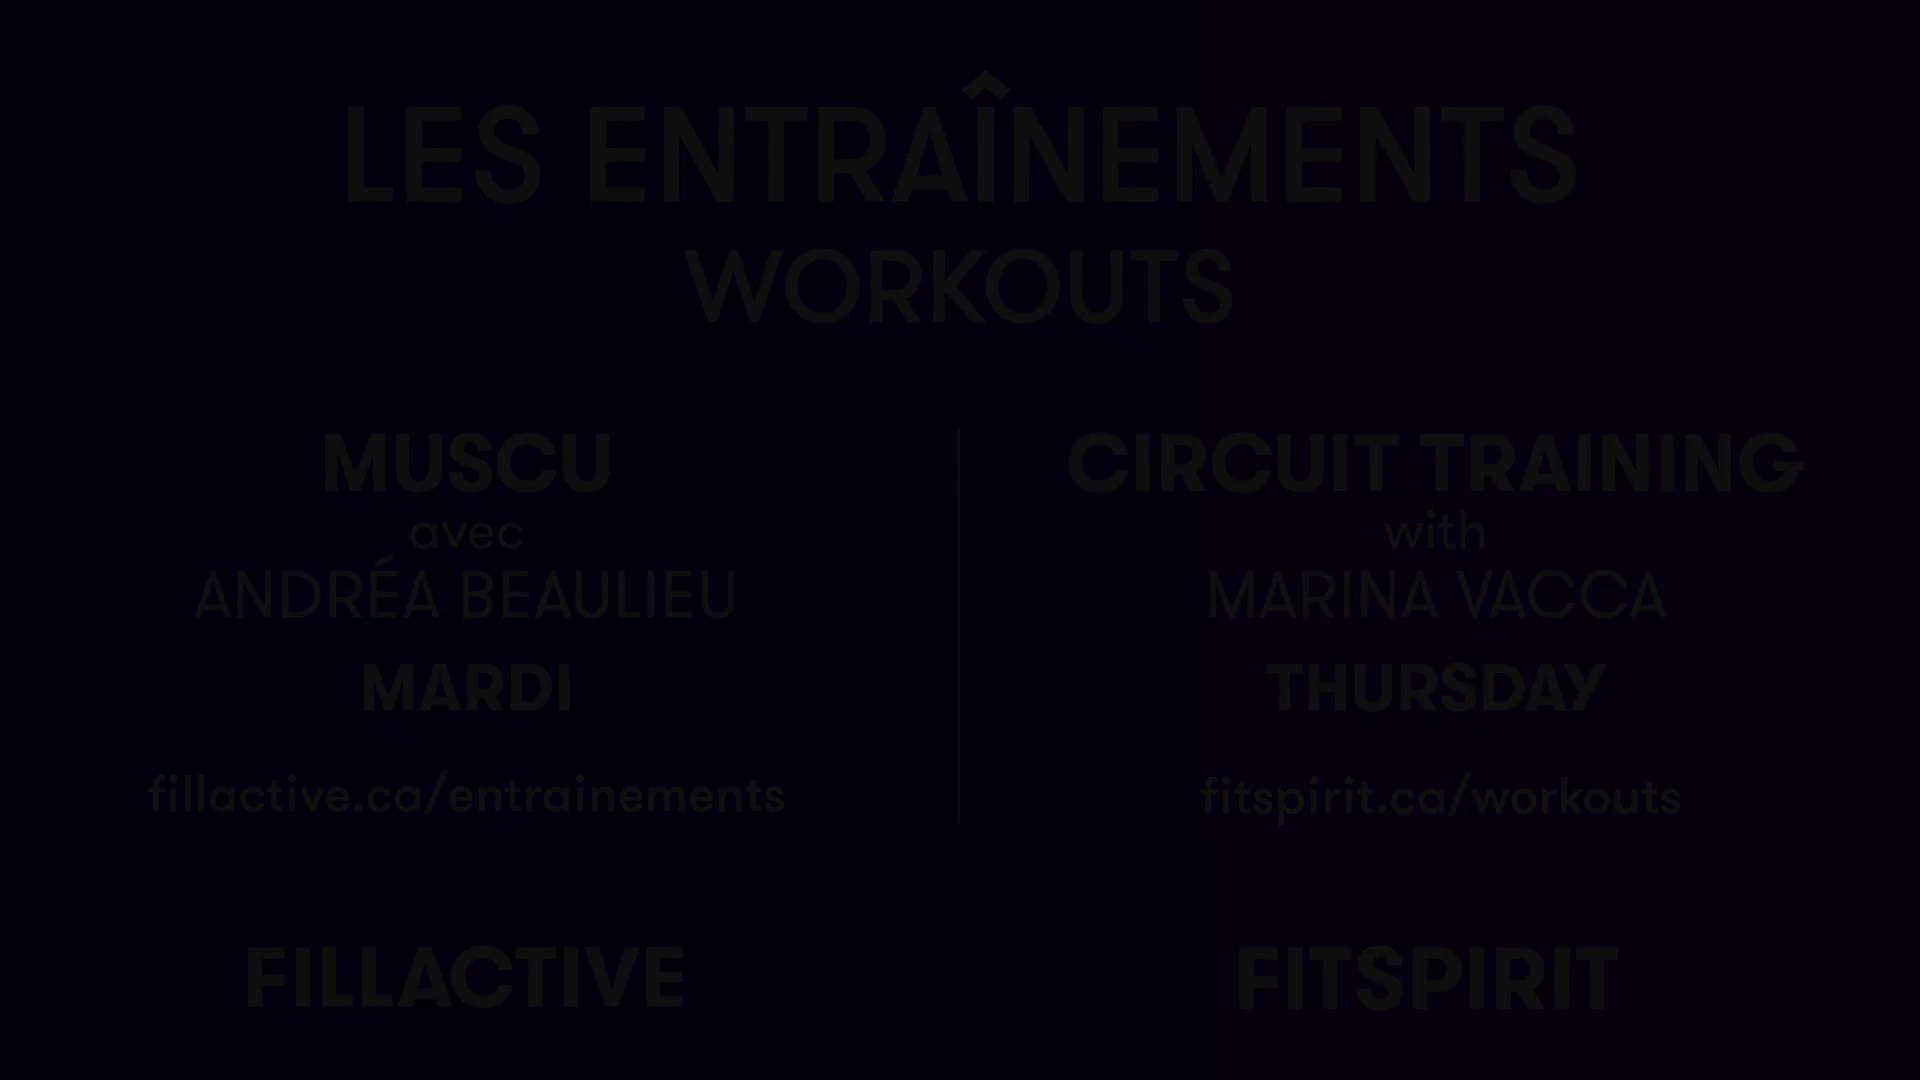 LES ENTRAÎNEMENTS
WORKOUTS
MUSCU
avec
ANDRÉA BEAULIEU
MARDI
fillactive.ca/entrainements
FILLACTIVE
CIRCUIT TRAINING
with
MARINA VACCA
THURSDAY
fitspirit.ca/workouts
FITSPIRIT